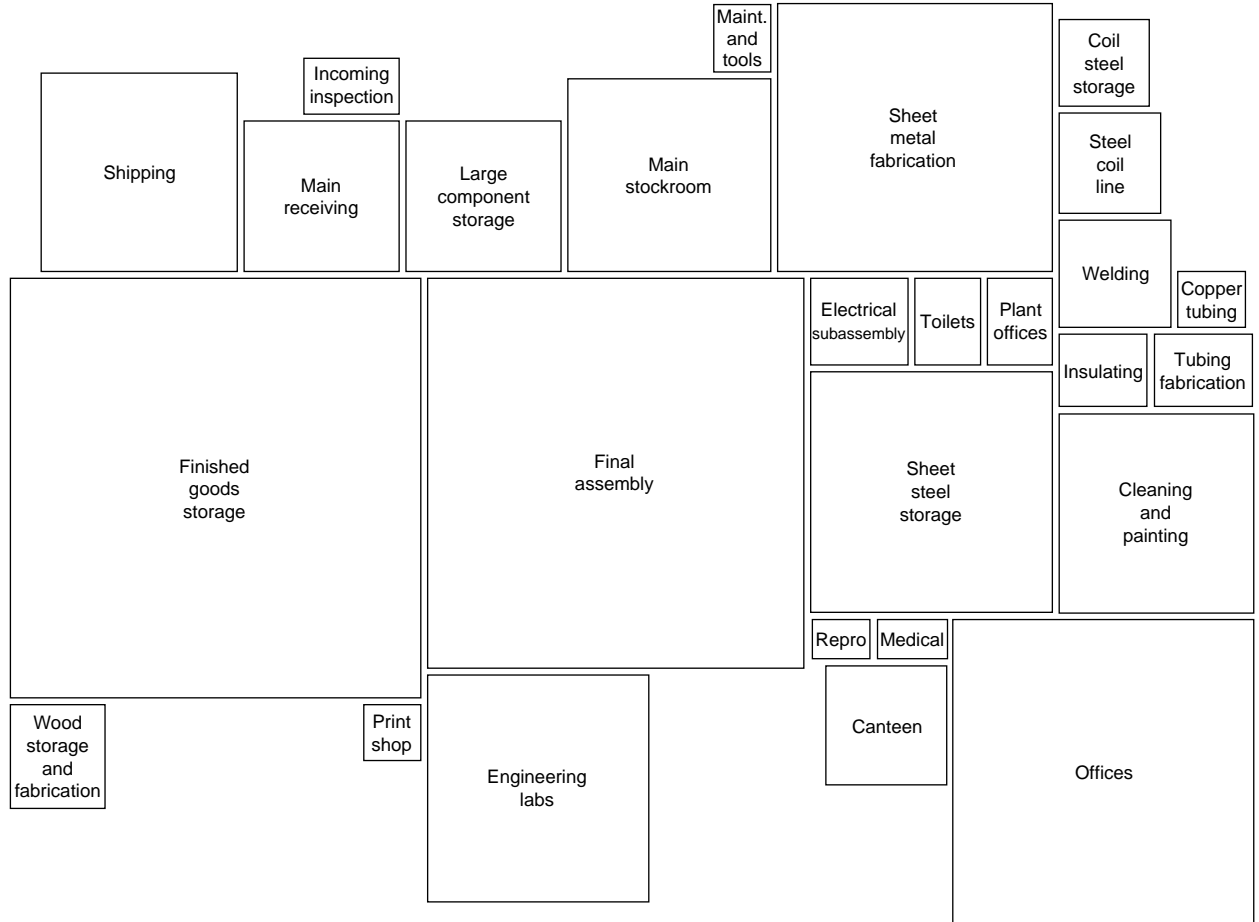 Maint.
and
tools
Coil
steel
storage
Incoming
inspection
Shipping
Main
receiving
Large
component
storage
Main
stockroom
Sheet
metal
fabrication
Steel
coil
line
Welding
Copper
tubing
Electrical
subassembly
Toilets
Plant
offices
Insulating
Tubing
fabrication
Finished
goods
storage
Final
assembly
Sheet
steel
storage
Cleaning
and
painting
Repro
Medical
Wood
storage
and
fabrication
Print
shop
Engineering
labs
Canteen
Offices